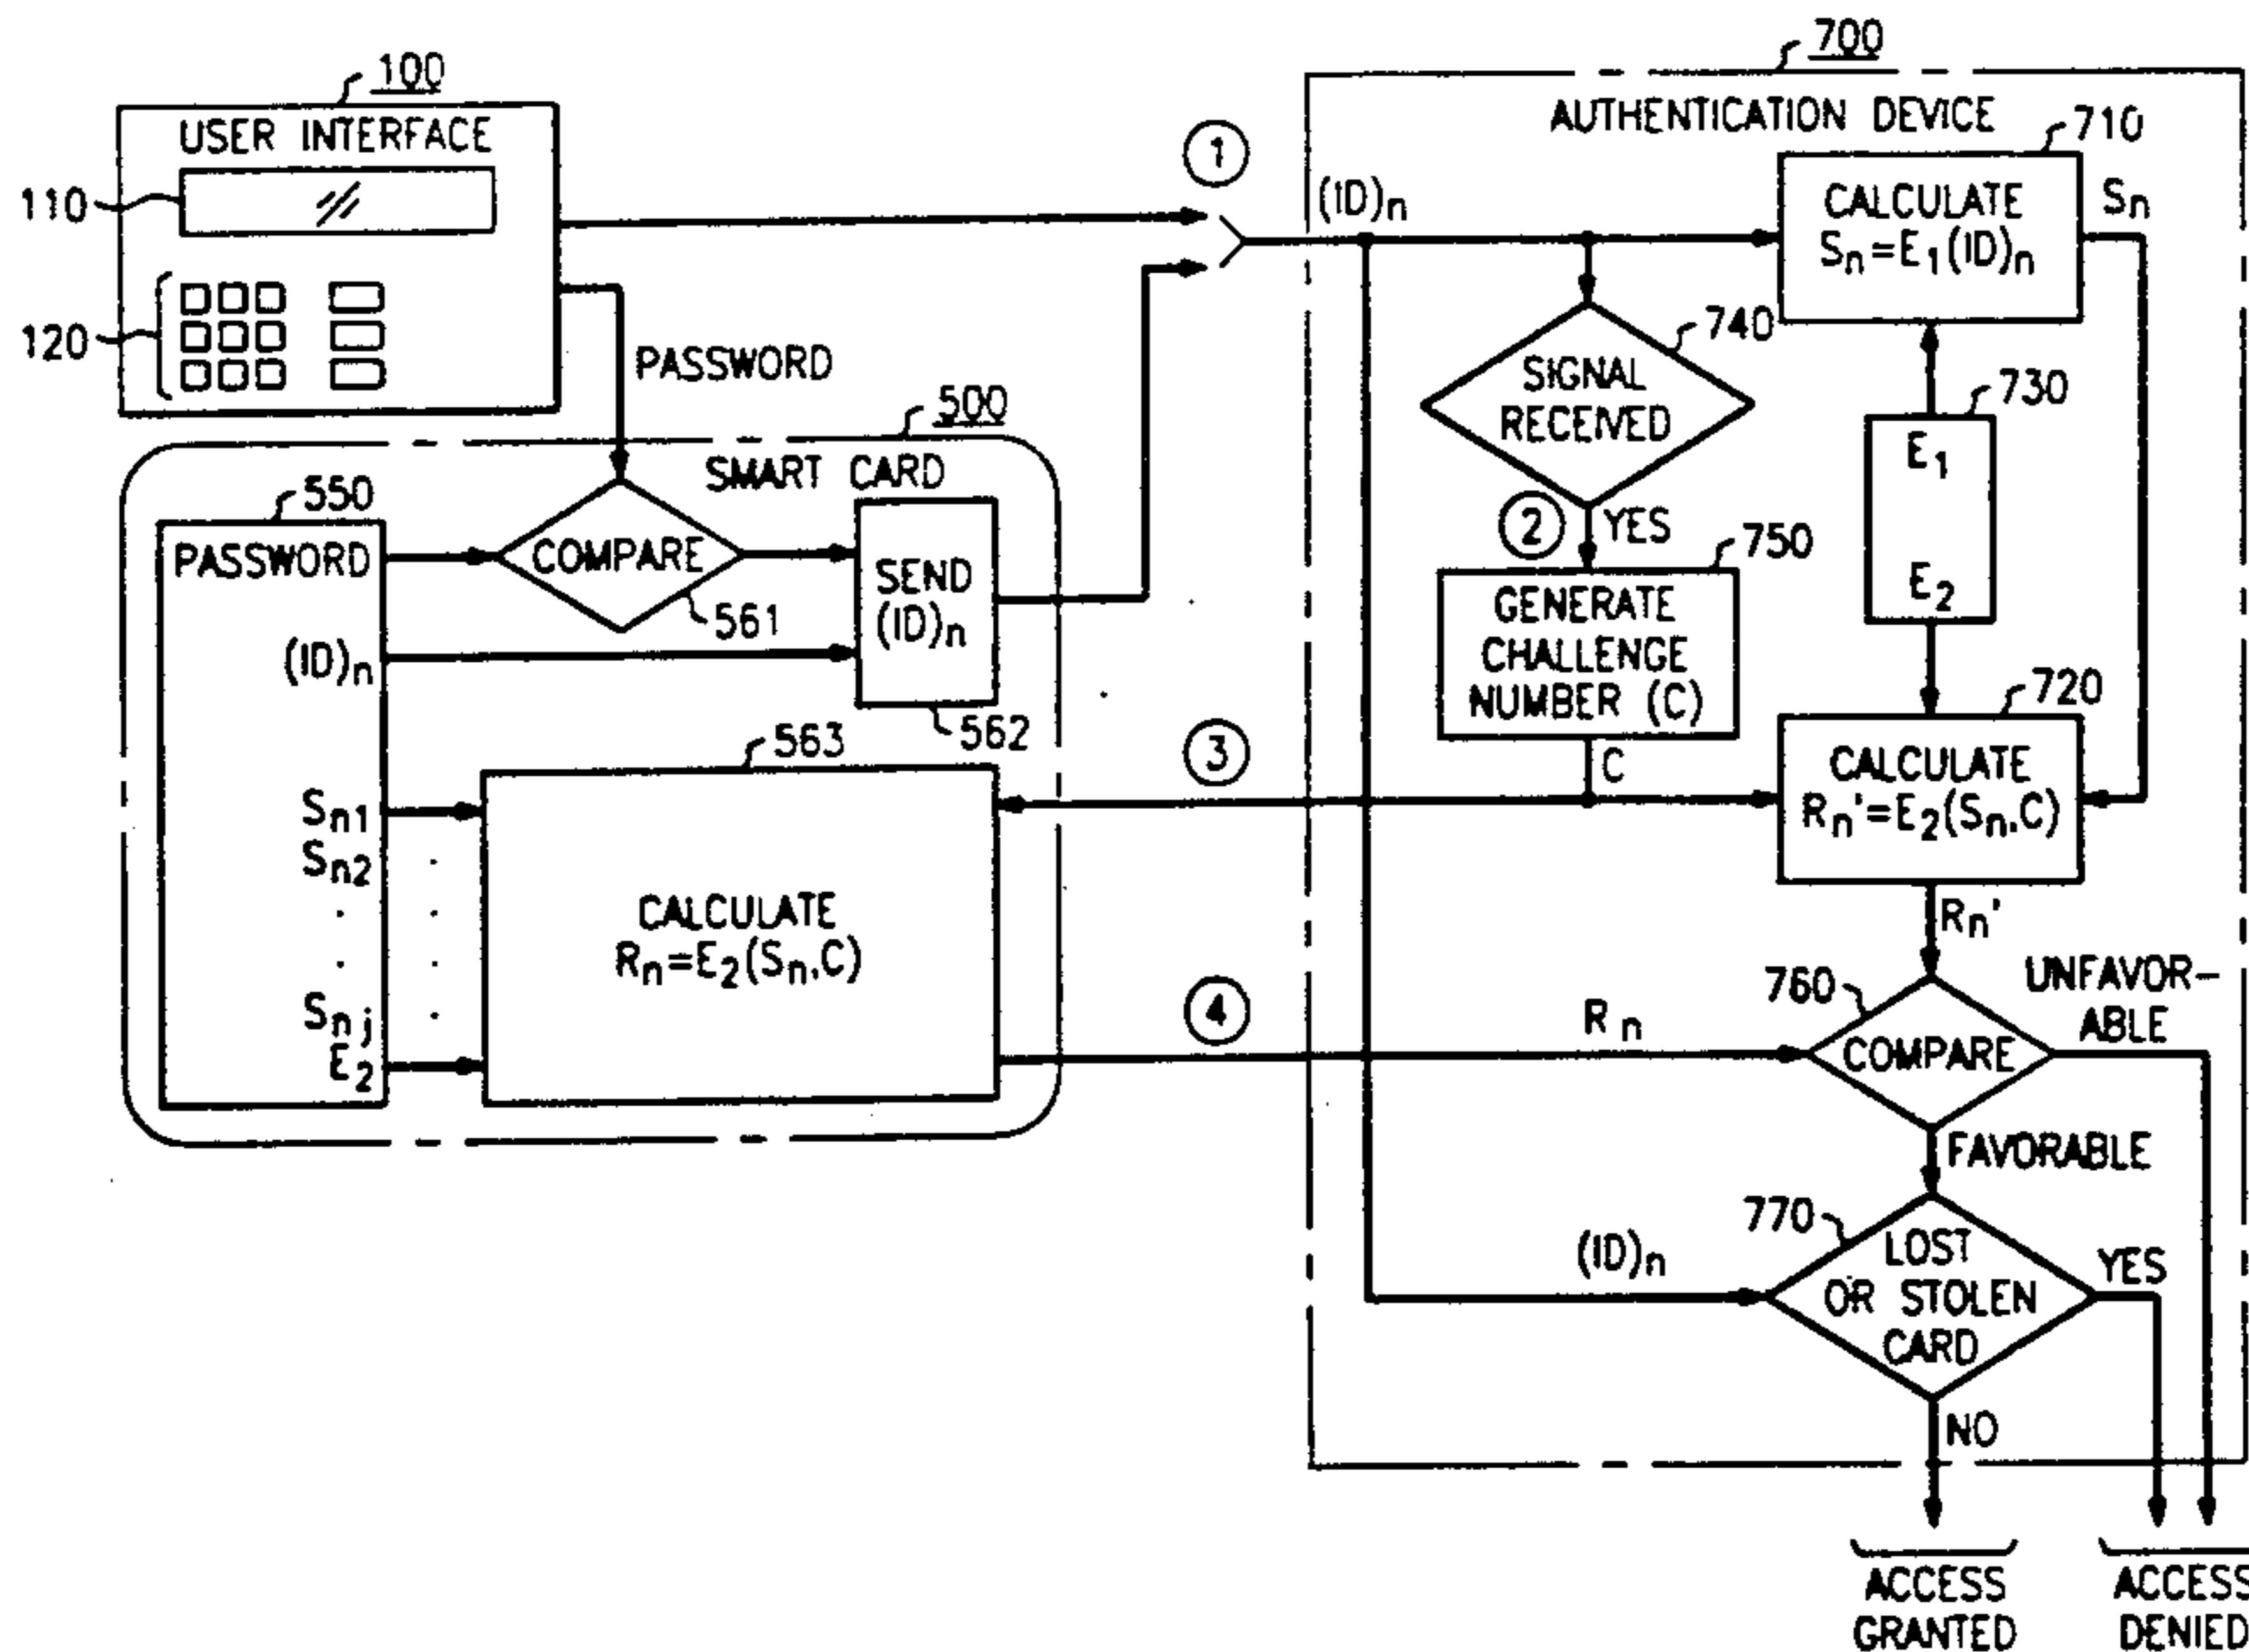 100
USER INTERFACE
110
120
PASSWORD
500
SMART CARD
550
PASSWORD
COMPARE
561
SEND
(ID)n
562
(ID)n
563
Sn1
Sn2
.
.
Snj
E2
CALCULATE
Rn=E2(Sn,C)
1
2
3
4
700
AUTHENTICATION DEVICE
(ID)n
710
CALCULATE
Sn=E1(ID)n
Sn
740
SIGNAL
RECEIVED
YES
730
E1
E2
750
GENERATE
CHALLENGE
NUMBER (C)
C
720
CALCULATE
Rn'=E2(Sn,C)
Rn'
760
COMPARE
Rn
UNFAVOR-
ABLE
FAVORABLE
770
LOST
OR STOLEN
CARD
(ID)n
YES
NO
ACCESS
GRANTED
ACCESS
DENIED